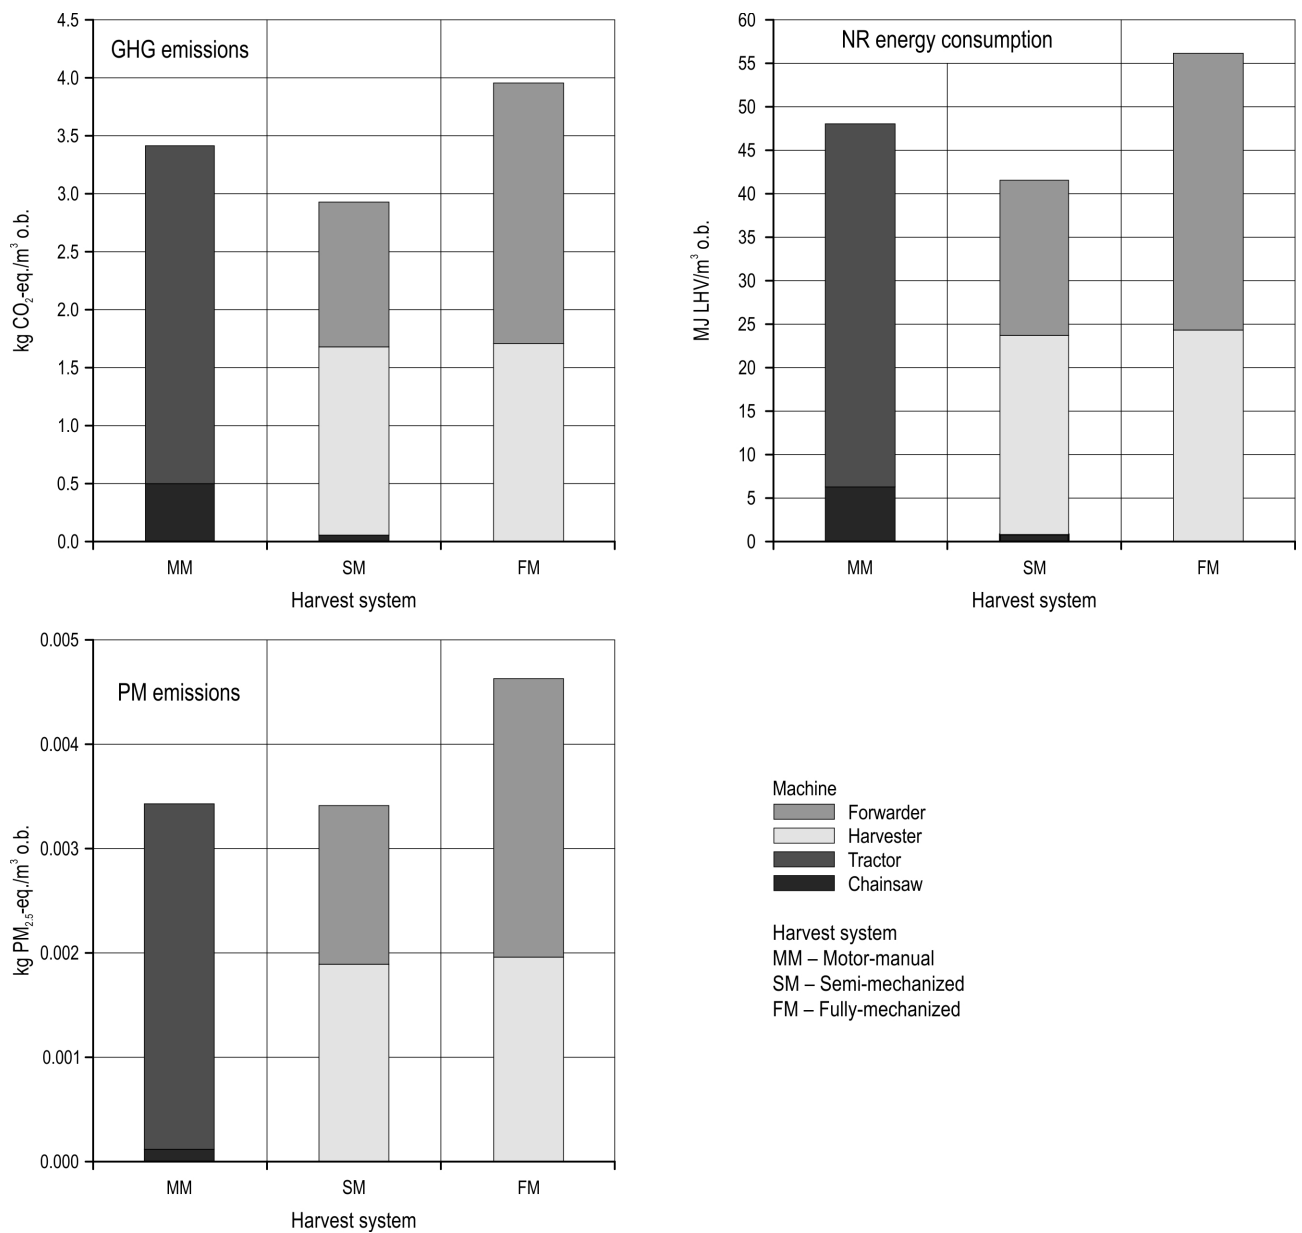 GHG emissions
4.5
4.0
3.5
3.0
2.5
2.0
1.5
1.0
0.5
0.0
kg CO₂-eq./m³ o.b.
MM SM FM
Harvest system
NR energy consumption
60
55
50
45
40
35
30
25
20
15
10
5
0
MJ LHV/m³ o.b.
MM SM FM
Harvest system
PM emissions
0.005
0.004
0.003
0.002
0.001
0.000
kg PM₂.₅-eq./m³ o.b.
MM SM FM
Harvest system
Machine
Forwarder
Harvester
Tractor
Chainsaw
Harvest system
MM – Motor-manual
SM – Semi-mechanized
FM – Fully-mechanized